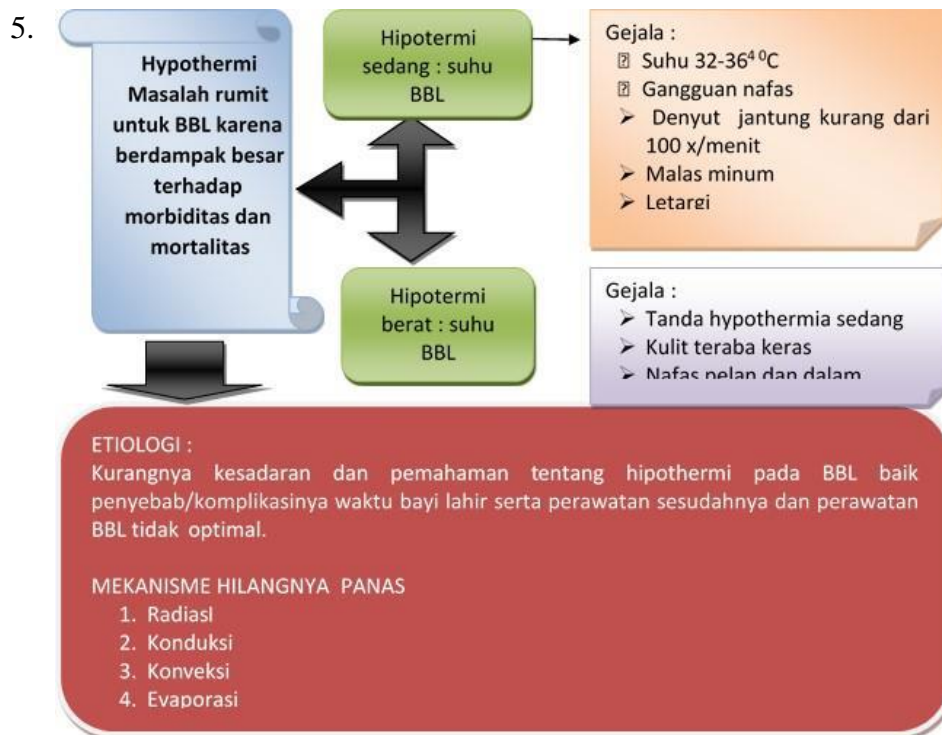 5.
Hypothermi
Masalah rumit
untuk BBL karena
berdampak besar
terhadap
morbiditas dan
mortalitas
Hipotermi
sedang : suhu
BBL
Gejala :
⍰ Suhu 32-36⁴ ⁰C
⍰ Gangguan nafas
➢ Denyut jantung kurang dari
100 x/menit
➢ Malas minum
➢ Letargi
Hipotermi
berat : suhu
BBL
Gejala :
➢ Tanda hypothermia sedang
➢ Kulit teraba keras
➢ Nafas pelan dan dalam
ETIOLOGI :
Kurangnya kesadaran dan pemahaman tentang hipothermi pada BBL baik
penyebab/komplikasinya waktu bayi lahir serta perawatan sesudahnya dan perawatan
BBL tidak optimal.
MEKANISME HILANGNYA PANAS
1. RadiasI
2. Konduksi
3. Konveksi
4. Evaporasi